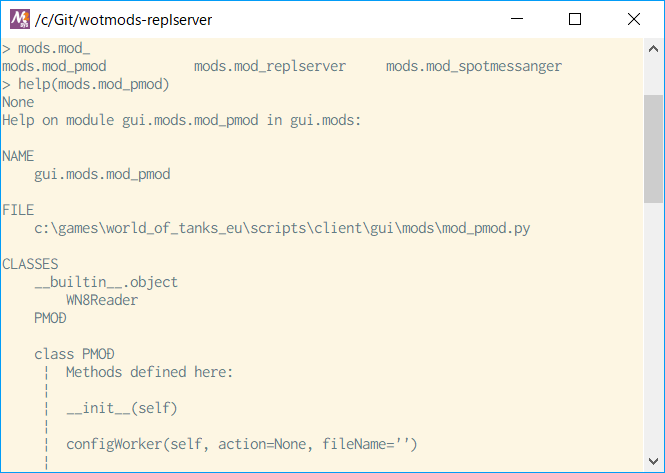 /c/Git/wotmods-replserver
> mods.mod_
mods.mod_pmod mods.mod_replserver mods.mod_spotmessanger
> help(mods.mod_pmod)
None
Help on module gui.mods.mod_pmod in gui.mods:
NAME
gui.mods.mod_pmod
FILE
c:\games\world_of_tanks_eu\scripts\client\gui\mods\mod_pmod.py
CLASSES
__builtin__.object
WN8Reader
PMOĐ
class PMOĐ
| Methods defined here:
|
| __init__(self)
|
| configWorker(self, action=None, fileName='')
|